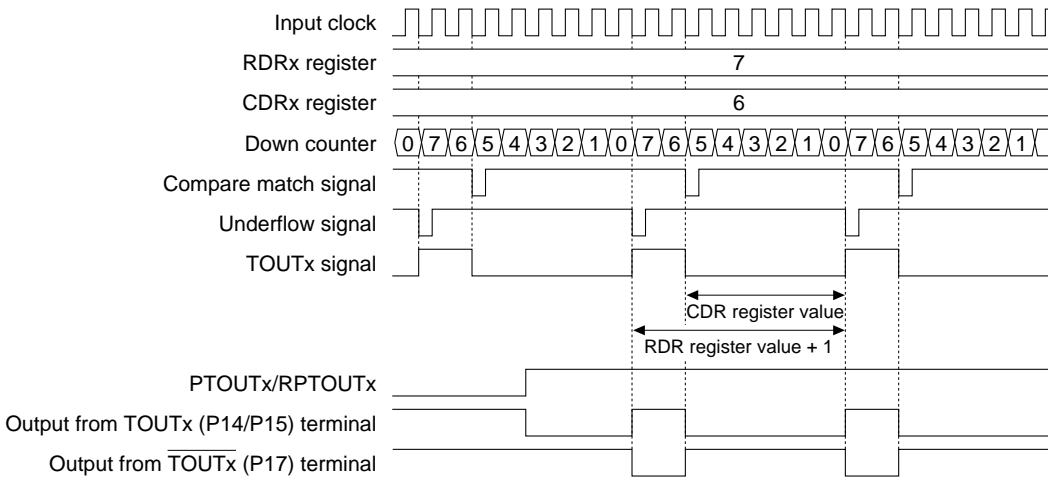 Input clock
RDRx register
7
CDRx register
6
Down counter
0 7 6 5 4 3 2 1 0 7 6 5 4 3 2 1 0 7 6 5 4 3 2 1
Compare match signal
Underflow signal
TOUTx signal
CDR register value
RDR register value + 1
PTOUTx/RPTOUTx
Output from TOUTx (P14/P15) terminal
Output from TOUTx (P17) terminal